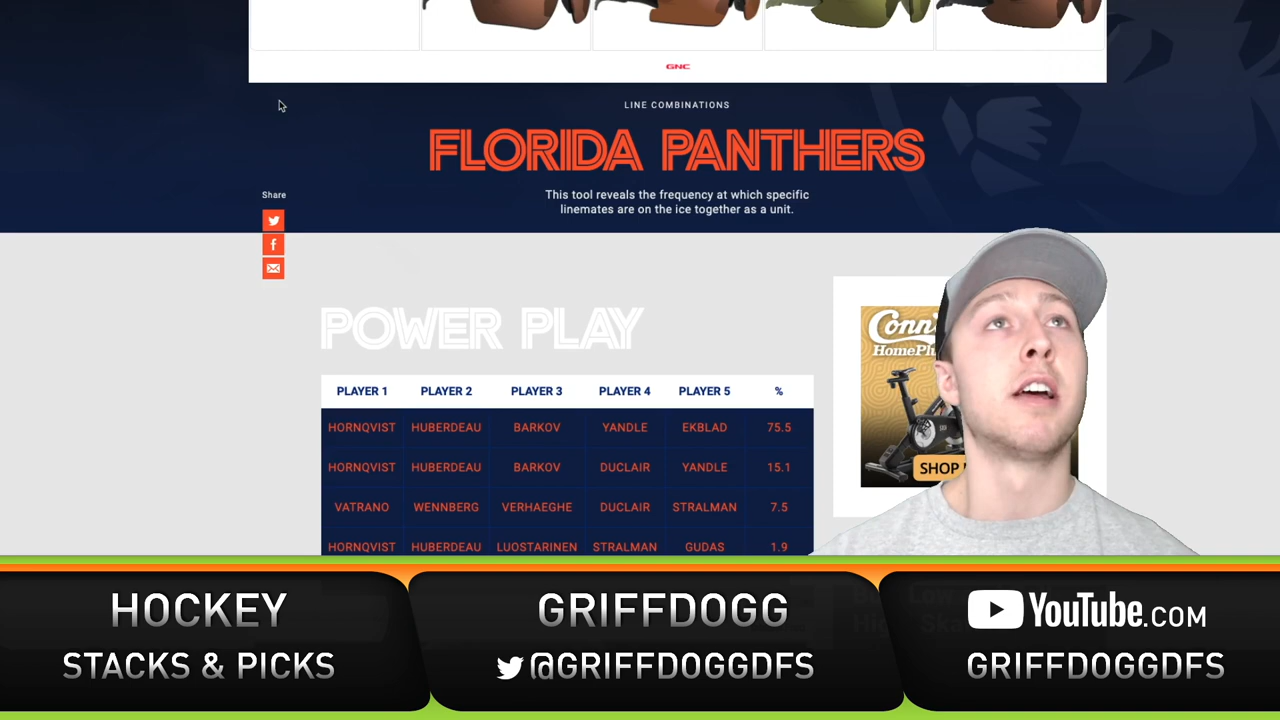 GNC
LINE COMBINATIONS
FLORIDA PANTHERS
This tool reveals the frequency at which specific
linemates are on the ice together as a unit.
Share
POWER PLAY
PLAYER 1 PLAYER 2 PLAYER 3 PLAYER 4 PLAYER 5 %
HORNQVIST HUBERDEAU BARKOV YANDLE EKBLAD 75.5
HORNQVIST HUBERDEAU BARKOV DUCLAIR YANDLE 15.1
VATRANO WENNBERG VERHAEGHE DUCLAIR STRALMAN 7.5
HORNQVIST HUBERDEAU LUOSTARINEN STRALMAN GUDAS 1.9
SHOP
HOCKEY
STACKS & PICKS
GRIFFDOGG
@GRIFFDOGGDFS
YouTube.COM
GRIFFDOGGDFS